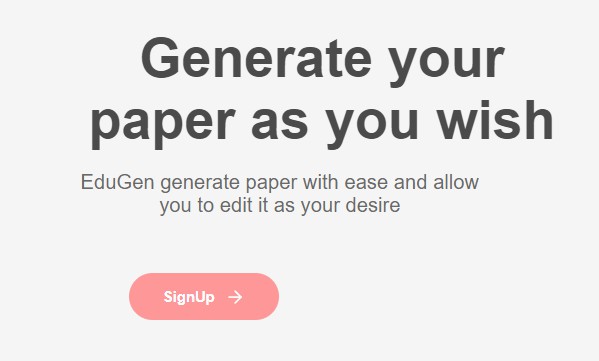 Generate your
paper as you wish
EduGen generate paper with ease and allow
you to edit it as your desire
SignUp →